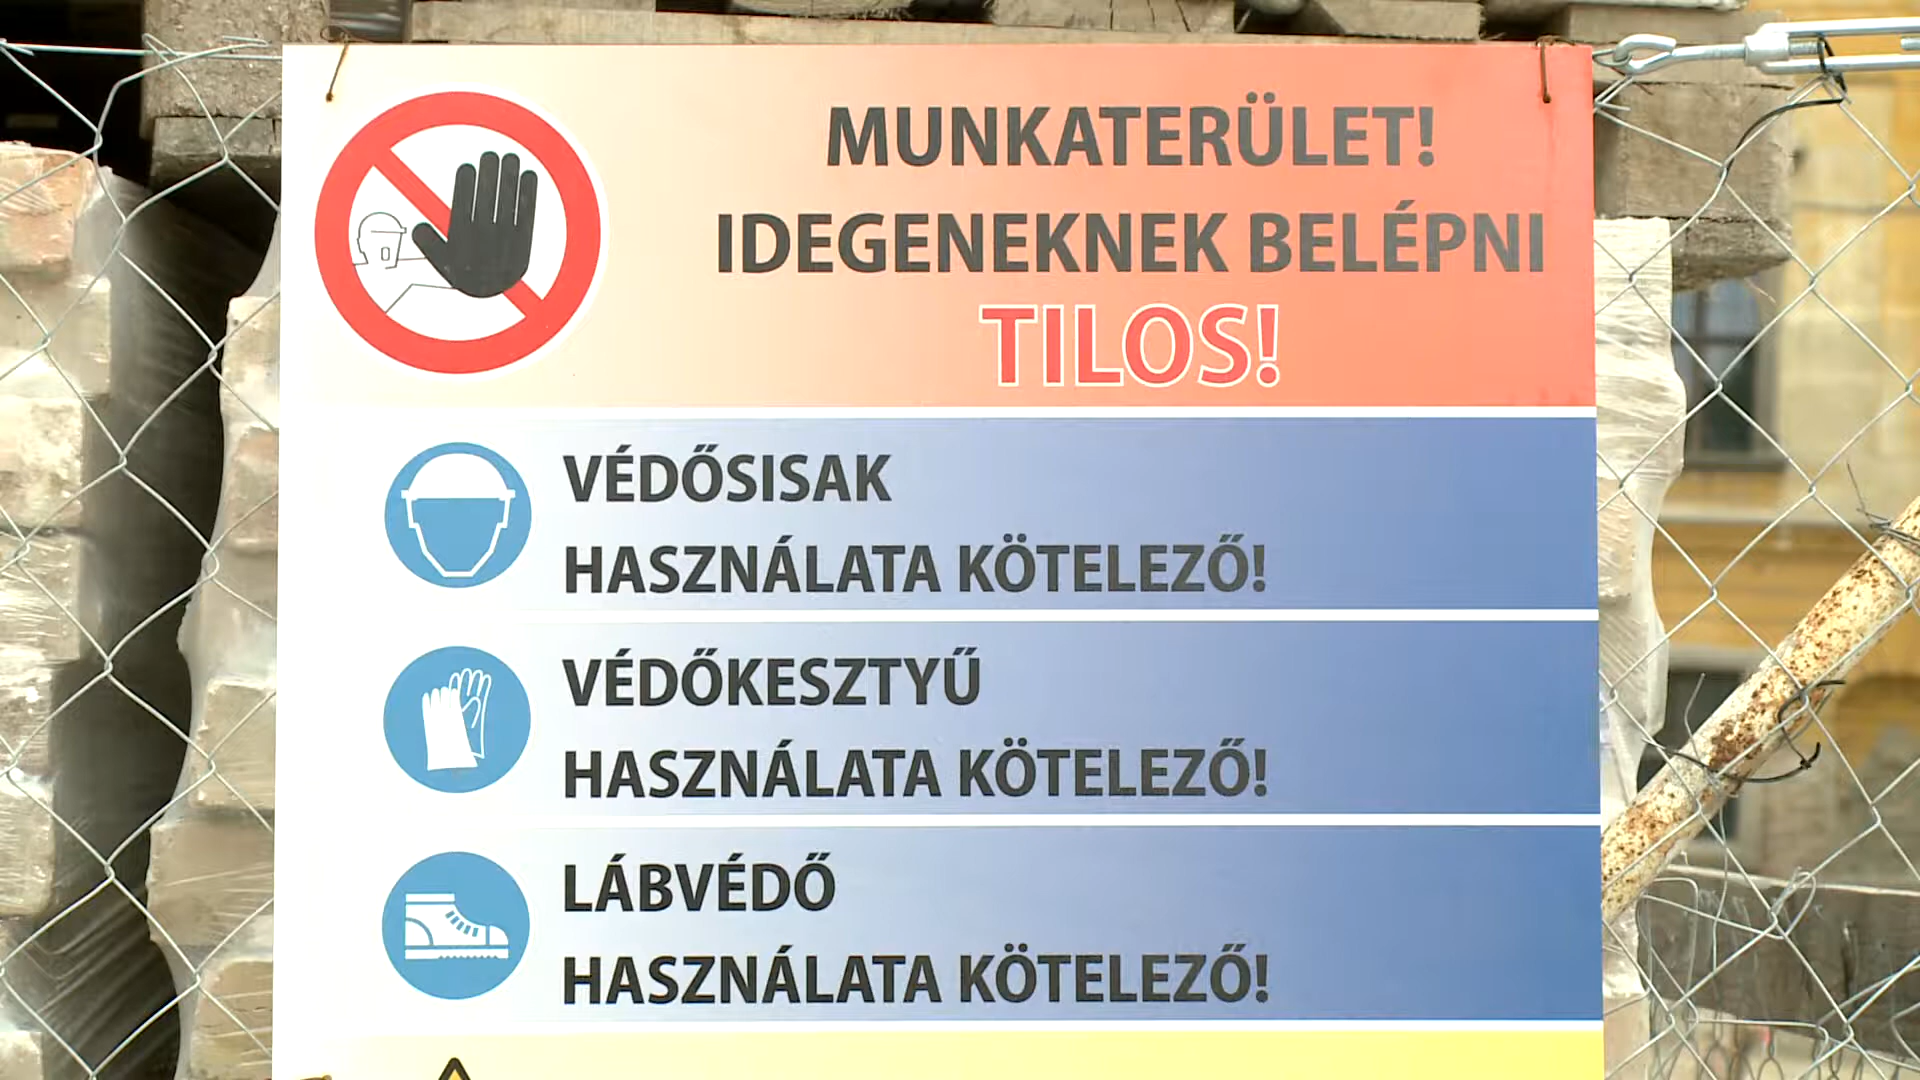 MUNKATERÜLET!
IDEGENEKNEK BELÉPNI
TILOS!
VÉDŐSISAK
HASZNÁLATA KÖTELEZŐ!
VÉDŐKESZTYŰ
HASZNÁLATA KÖTELEZŐ!
LÁBVÉDŐ
HASZNÁLATA KÖTELEZŐ!